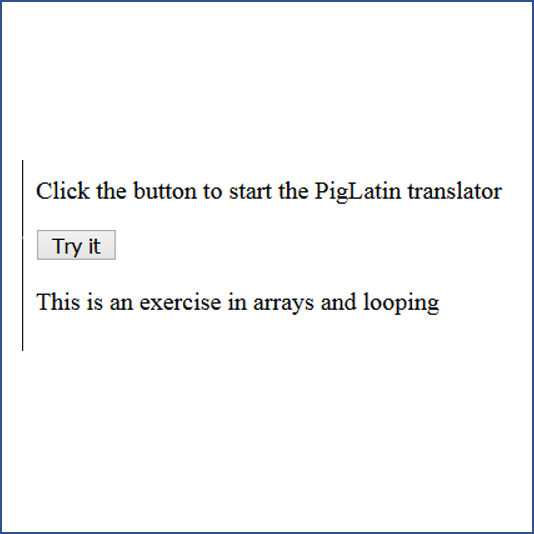 Click the button to start the PigLatin translator
Try it
This is an exercise in arrays and looping